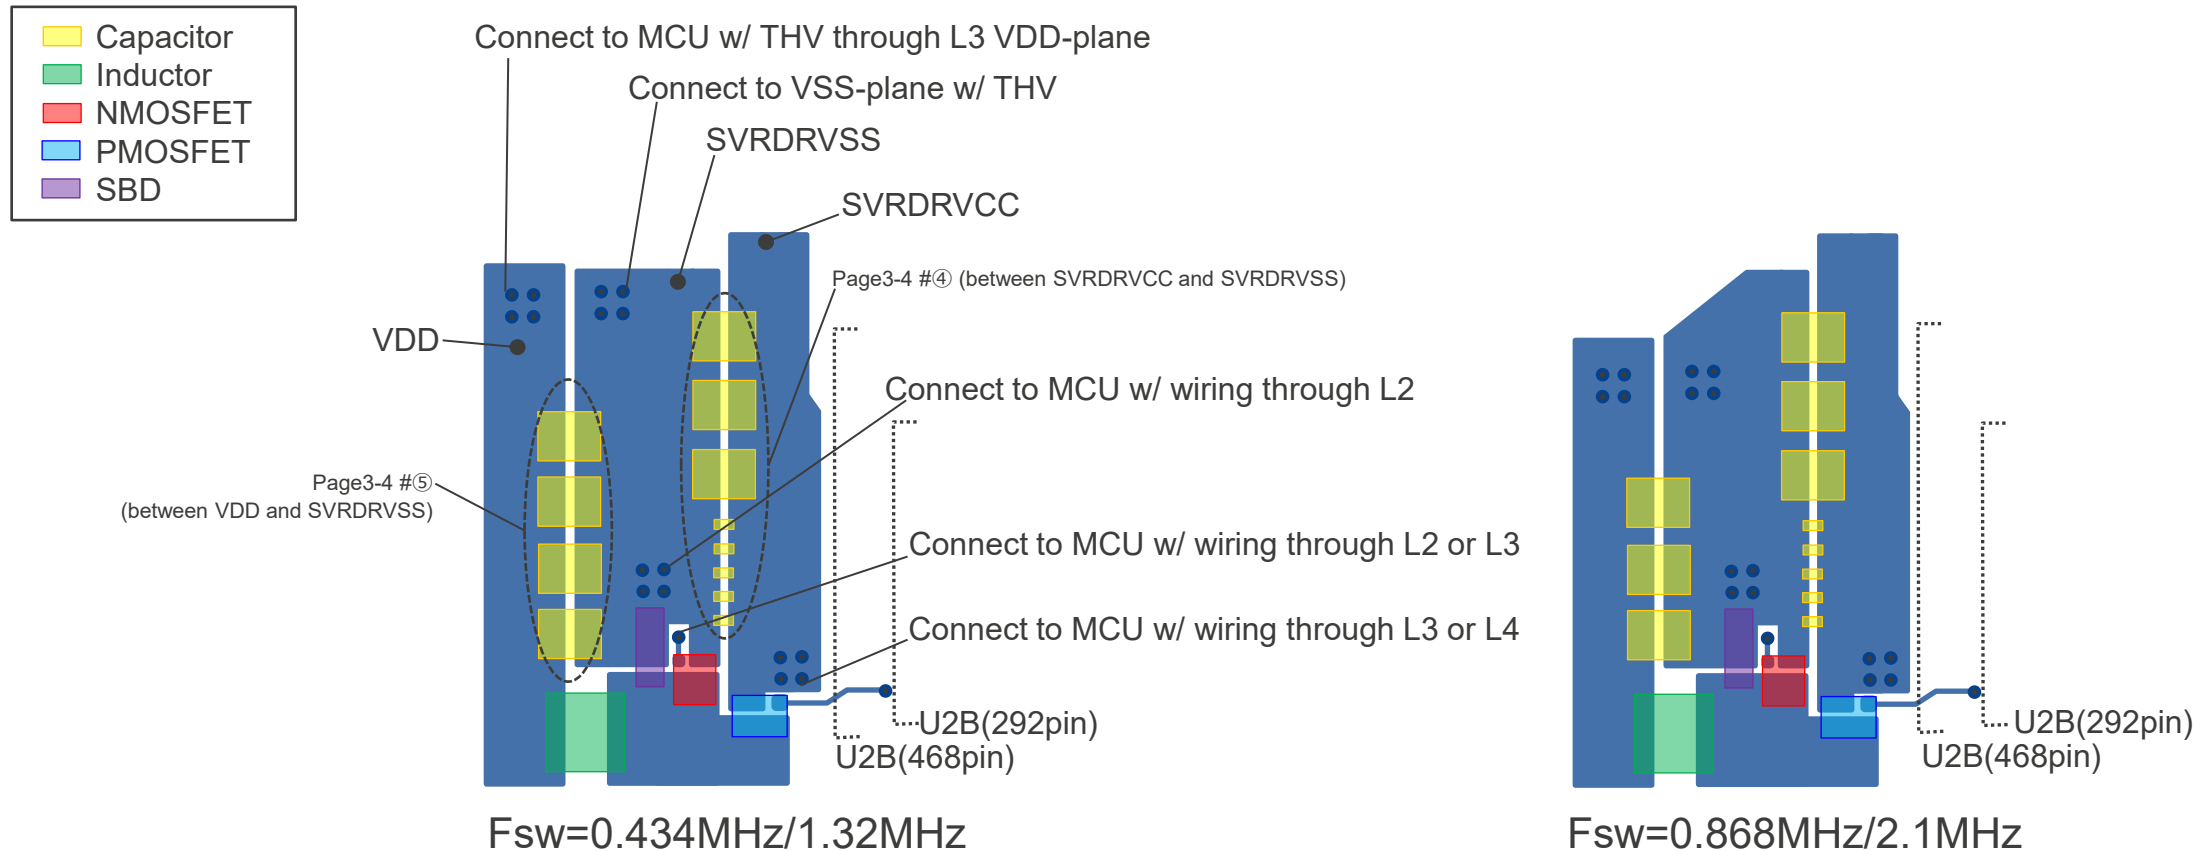 Capacitor
Inductor
NMOSFET
PMOSFET
SBD
Connect to MCU w/ THV through L3 VDD-plane
Connect to VSS-plane w/ THV
SVRDRVSS
SVRDRVCC
Page3-4 #④ (between SVRDRVCC and SVRDRVSS)
VDD
Connect to MCU w/ wiring through L2
Page3-4 #⑤
(between VDD and SVRDRVSS)
Connect to MCU w/ wiring through L2 or L3
Connect to MCU w/ wiring through L3 or L4
U2B(292pin)
U2B(468pin)
U2B(292pin)
U2B(468pin)
Fsw=0.434MHz/1.32MHz
Fsw=0.868MHz/2.1MHz